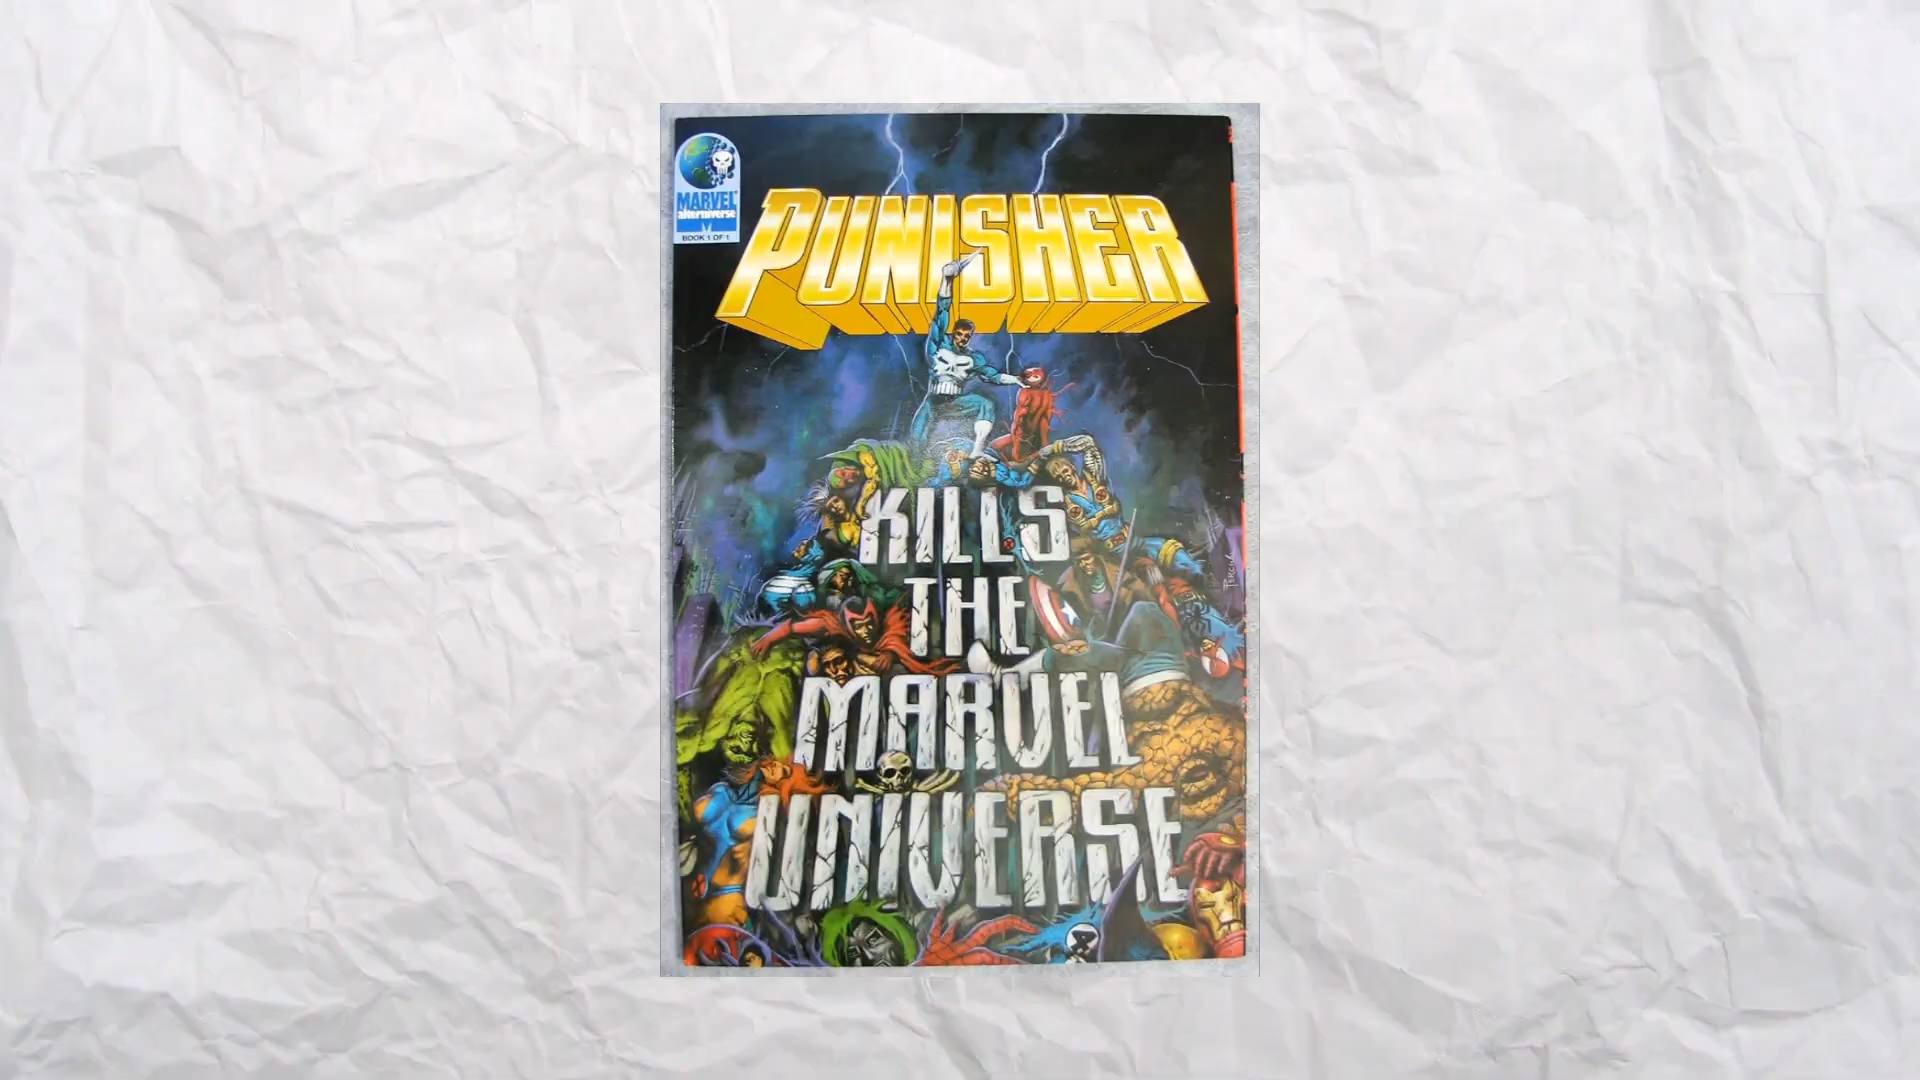 MARVEL
alterniverse
BOOK 1 OF 1
PUNISHER
KILLS
THE
MARVEL
UNIVERSE